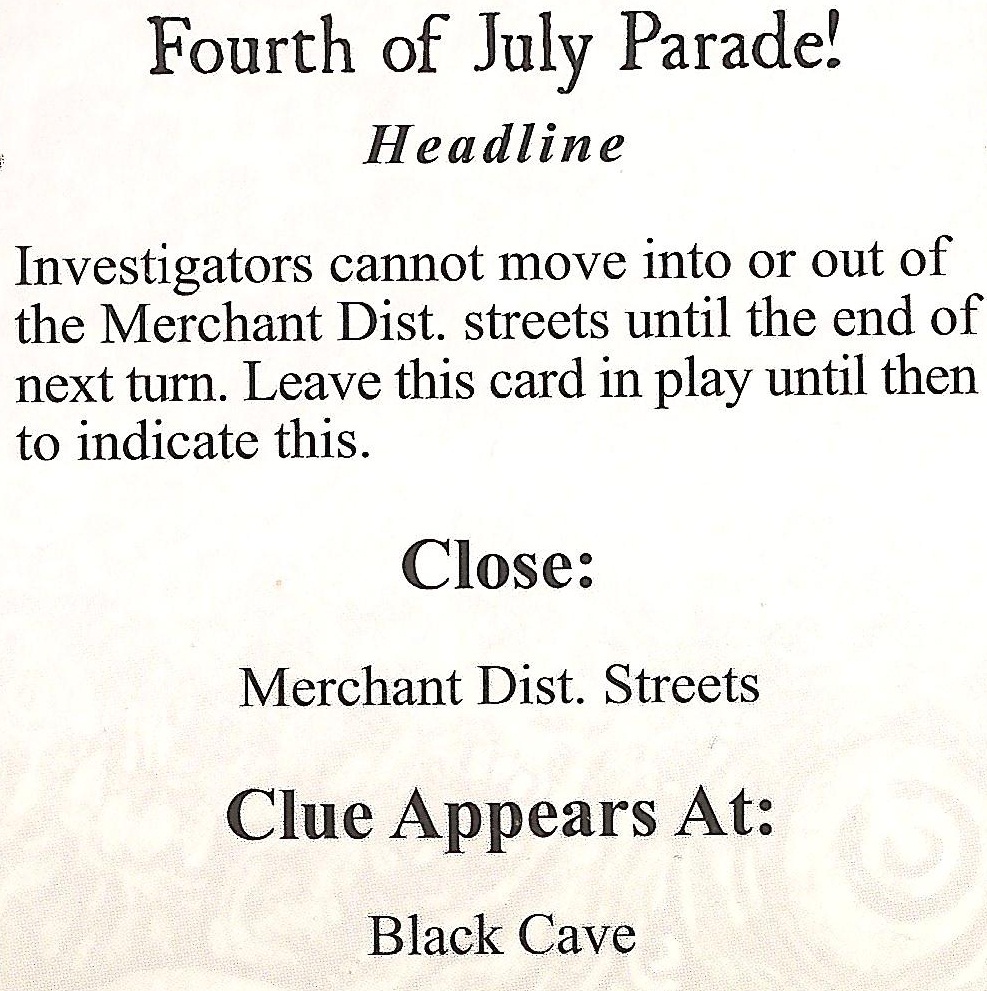 Fourth of July Parade!
Headline
Investigators cannot move into or out of
the Merchant Dist. streets until the end of
next turn. Leave this card in play until then
to indicate this.
Close:
Merchant Dist. Streets
Clue Appears At:
Black Cave